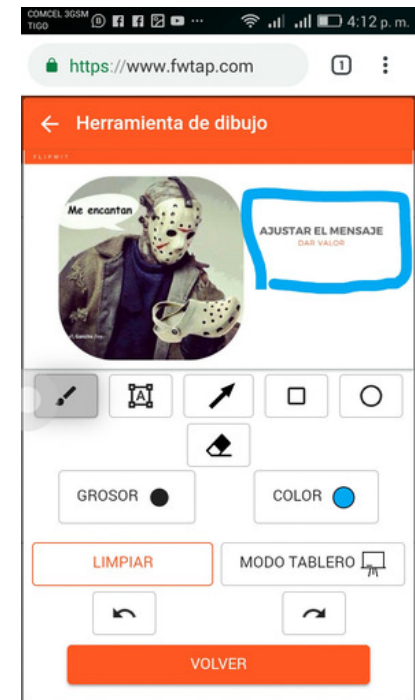 COMCEL 3GSM
TIGO
4:12 p. m.
https://www.fwtap.com
1
Herramienta de dibujo
FLIPWIT
Me encantan
AJUSTAR EL MENSAJE
DAR VALOR
A
GROSOR
COLOR
LIMPIAR
MODO TABLERO
VOLVER